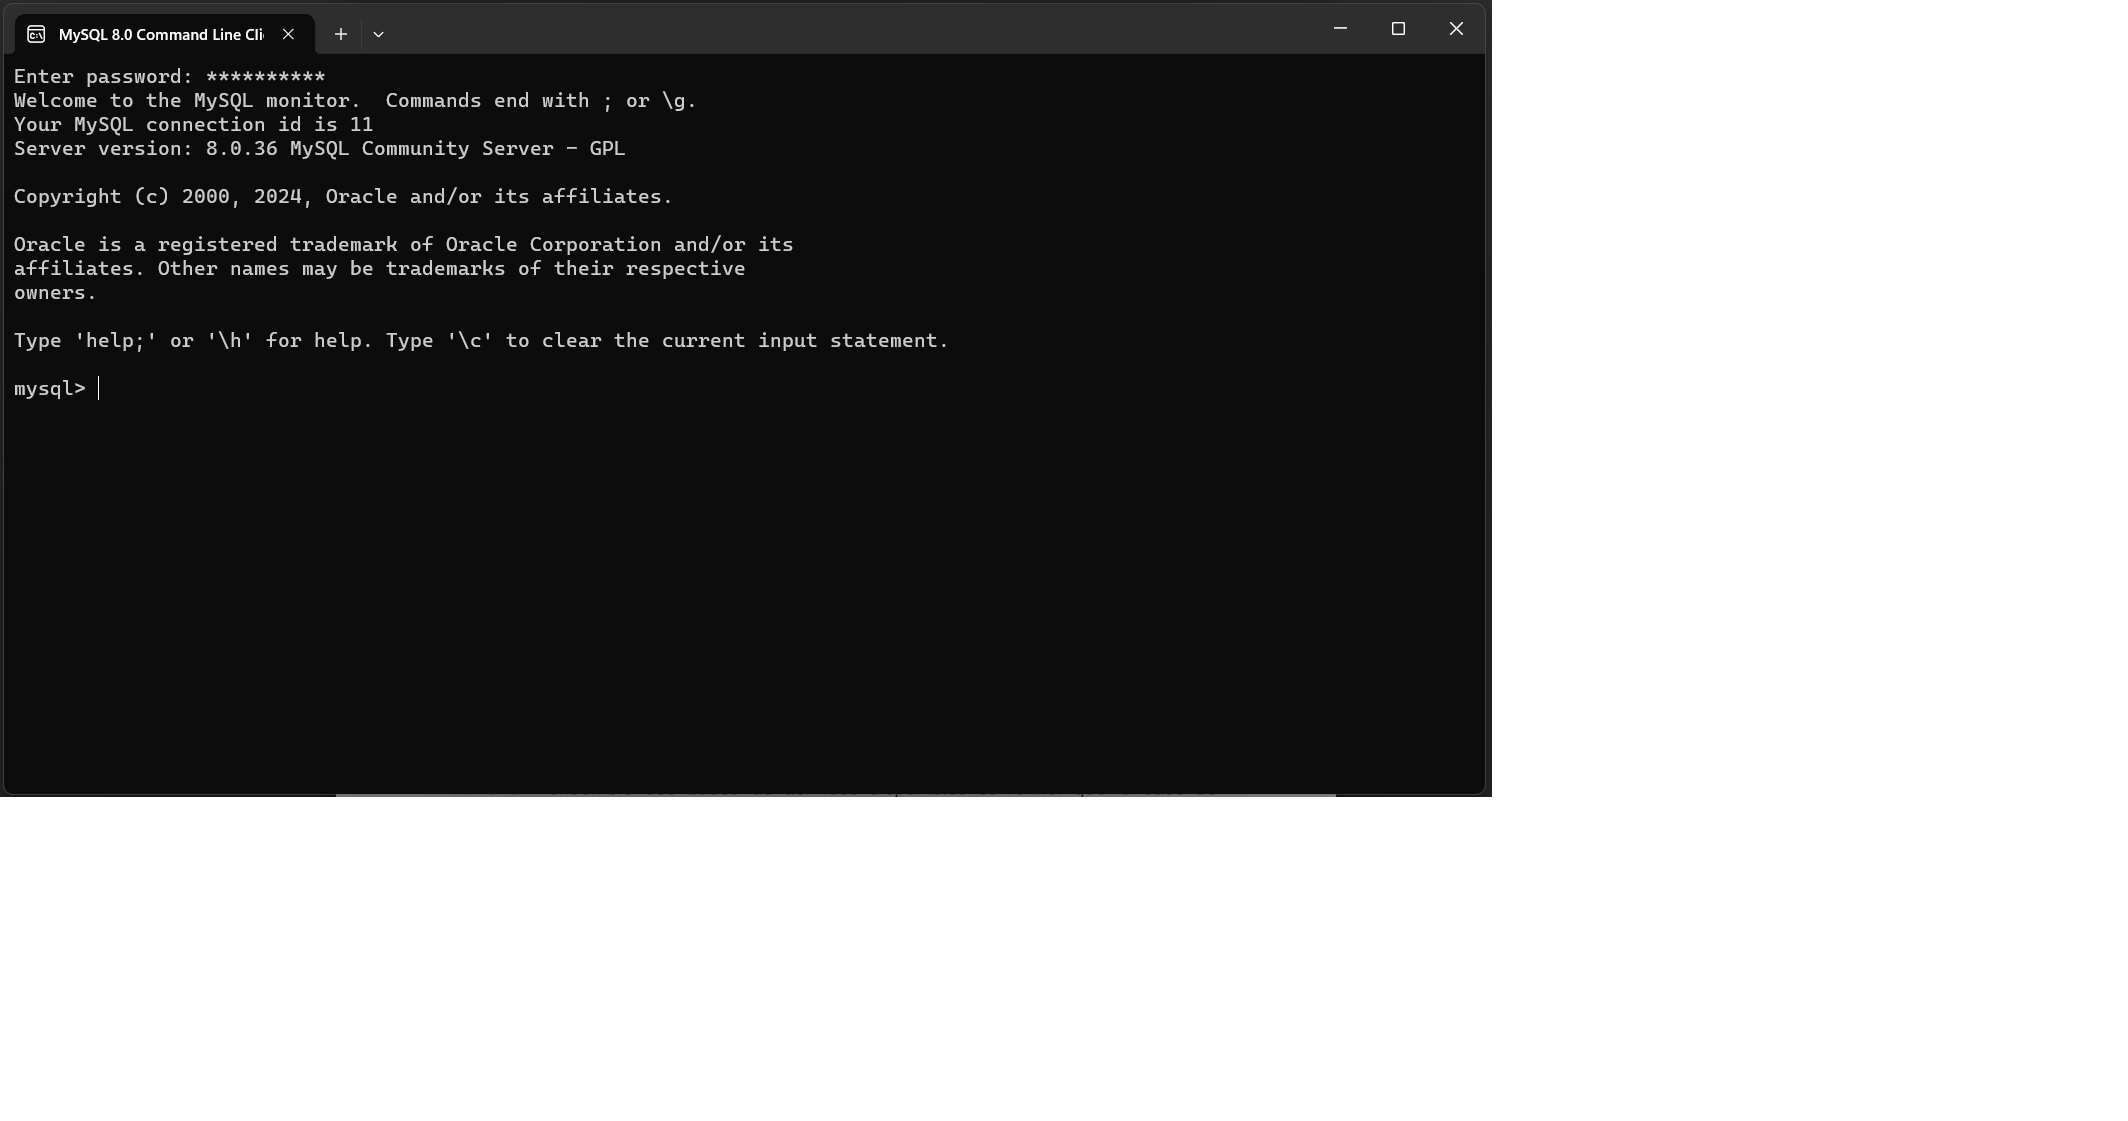 MySQL 8.0 Command Line Cli
Enter password: **********
Welcome to the MySQL monitor.  Commands end with ; or \g.
Your MySQL connection id is 11
Server version: 8.0.36 MySQL Community Server - GPL
Copyright (c) 2000, 2024, Oracle and/or its affiliates.
Oracle is a registered trademark of Oracle Corporation and/or its
affiliates. Other names may be trademarks of their respective
owners.
Type 'help;' or '\h' for help. Type '\c' to clear the current input statement.
mysql>